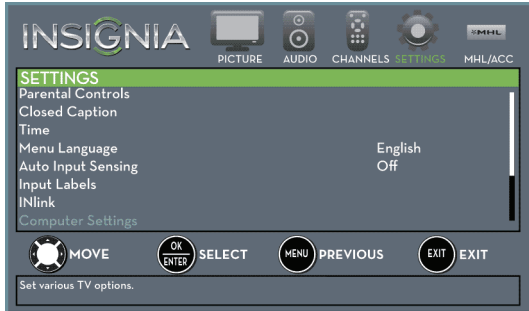 INSIGNIA
PICTURE AUDIO CHANNELS SETTINGS MHL MHL/ACC
SETTINGS
Parental Controls
Closed Caption
Time
Menu Language English
Auto Input Sensing Off
Input Labels
INlink
Computer Settings
MOVE OK ENTER SELECT MENU PREVIOUS EXIT EXIT
Set various TV options.